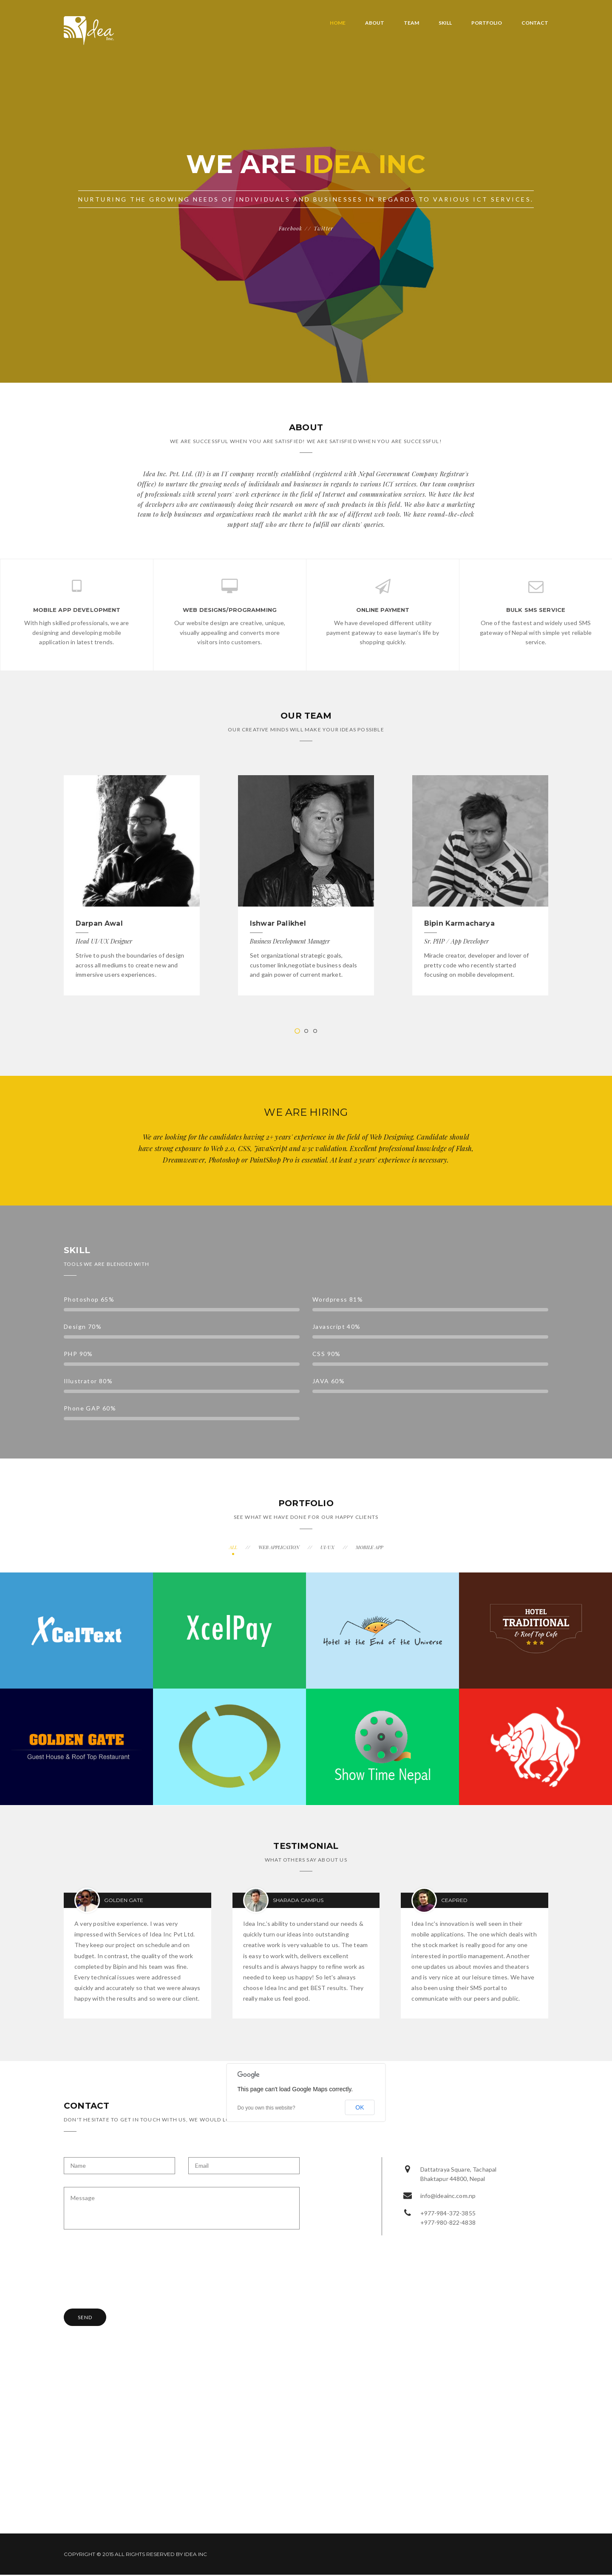 idea
Inc.
HOME ABOUT TEAM SKILL PORTFOLIO CONTACT
WE ARE IDEA INC
NURTURING THE GROWING NEEDS OF INDIVIDUALS AND BUSINESSES IN REGARDS TO VARIOUS ICT SERVICES.
Facebook // Twitter
ABOUT
WE ARE SUCCESSFUL WHEN YOU ARE SATISFIED! WE ARE SATISFIED WHEN YOU ARE SUCCESSFUL!
Idea Inc. Pvt. Ltd. (II) is an IT company recently established (registered with Nepal Government Company Registrar's
Office) to nurture the growing needs of individuals and businesses in regards to various ICT services. Our team comprises
of professionals with several years' work experience in the field of Internet and communication services. We have the best
of developers who are continuously doing their research on more of such products in this field. We also have a marketing
team to help businesses and organizations reach the market with the use of different web tools. We have round-the-clock
support staff who are there to fulfill our clients' queries.
MOBILE APP DEVELOPMENT
With high skilled professionals, we are
designing and developing mobile
application in latest trends.
WEB DESIGNS/PROGRAMMING
Our website design are creative, unique,
visually appealing and converts more
visitors into customers.
ONLINE PAYMENT
We have developed different utility
payment gateway to ease layman's life by
shopping quickly.
BULK SMS SERVICE
One of the fastest and widely used SMS
gateway of Nepal with simple yet reliable
service.
OUR TEAM
OUR CREATIVE MINDS WILL MAKE YOUR IDEAS POSSIBLE
Darpan Awal
Head UI/UX Designer
Strive to push the boundaries of design
across all mediums to create new and
immersive users experiences.
Ishwar Palikhel
Business Development Manager
Set organizational strategic goals,
customer link,negotiate business deals
and gain power of current market.
Bipin Karmacharya
Sr. PHP / App Developer
Miracle creator, developer and lover of
pretty code who recently started
focusing on mobile development.
WE ARE HIRING
We are looking for the candidates having 2+ years' experience in the field of Web Designing. Candidate should
have strong exposure to Web 2.0, CSS, JavaScript and w3c validation. Excellent professional knowledge of Flash,
Dreamweaver, Photoshop or PaintShop Pro is essential. At least 2 years' experience is necessary.
SKILL
TOOLS WE ARE BLENDED WITH
Photoshop 65%
Wordpress 81%
Design 70%
Javascript 40%
PHP 90%
CSS 90%
Illustrator 80%
JAVA 60%
Phone GAP 60%
PORTFOLIO
SEE WHAT WE HAVE DONE FOR OUR HAPPY CLIENTS
ALL // WEB APPLICATION // UI/UX // MOBILE APP
XCelText
XcelPay
Hotel at the End of the Universe
HOTEL
TRADITIONAL
& Roof Top Cafe
GOLDEN GATE
Guest House & Roof Top Restaurant
Show Time Nepal
TESTIMONIAL
WHAT OTHERS SAY ABOUT US
GOLDEN GATE
A very positive experience. I was very
impressed with Services of Idea Inc Pvt Ltd.
They keep our project on schedule and on
budget. In contrast, the quality of the work
completed by Bipin and his team was fine.
Every technical issues were addressed
quickly and accurately so that we were always
happy with the results and so were our client.
SHARADA CAMPUS
Idea Inc,'s ability to understand our needs &
quickly turn our ideas into outstanding
creative work is very valuable to us. The team
is easy to work with, delivers excellent
results and is always happy to refine work as
needed to keep us happy! So let's always
choose Idea Inc and get BEST results. They
really make us feel good.
CEAPRED
Idea Inc's innovation is well seen in their
mobile applications. The one which deals with
the stock market is really good for any one
interested in portlio management. Another
one updates us about movies and theaters
and is very nice at our leisure times. We have
also been using their SMS portal to
communicate with our peers and public.
Google
This page can't load Google Maps correctly.
Do you own this website?
OK
CONTACT
DON'T HESITATE TO GET IN TOUCH WITH US, WE WOULD
Name
Email
Message
SEND
Dattatraya Square, Tachapal
Bhaktapur 44800, Nepal
info@ideainc.com.np
+977-984-372-3855
+977-980-822-4838
COPYRIGHT © 2015 ALL RIGHTS RESERVED BY IDEA INC